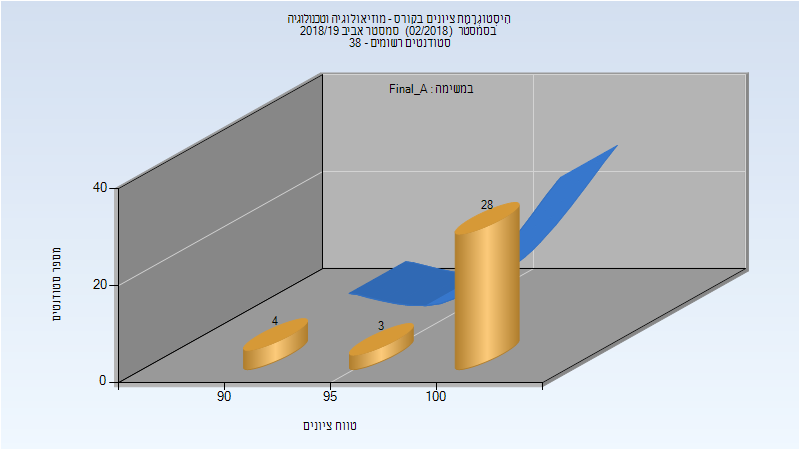 היסטוגרמת ציונים בקורס - מוזיאולוגיה וטכנולוגיה
בסמסטר (02/2018) סמסטר אביב 2018/19
סטודנטים רשומים - 38
במשימה : Final_A
40
20
0
מספר סטודנטים
4
3
28
90
95
100
טווח ציונים